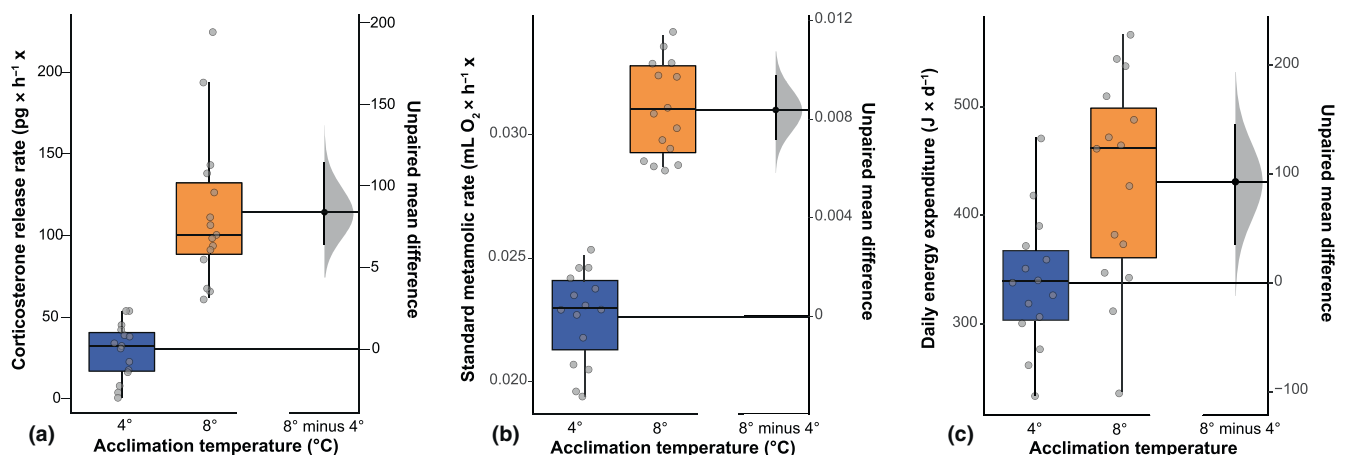 Corticosterone release rate (pg × h⁻¹ x
200
150
100
50
0
200
150
100
5
0
Unpaired mean difference
4°
8°
8° minus 4°
(a)
Acclimation temperature (°C)
Standard metamolic rate (mL O₂ × h⁻¹ x
0.030
0.025
0.020
0.012
0.008
0.004
0
Unpaired mean difference
4°
8°
8° minus 4°
(b)
Acclimation temperature (°C)
Daily energy expenditure (J × d⁻¹)
500
400
300
200
100
0
−100
Unpaired mean difference
4°
8°
8° minus 4°
(c)
Acclimation temperature